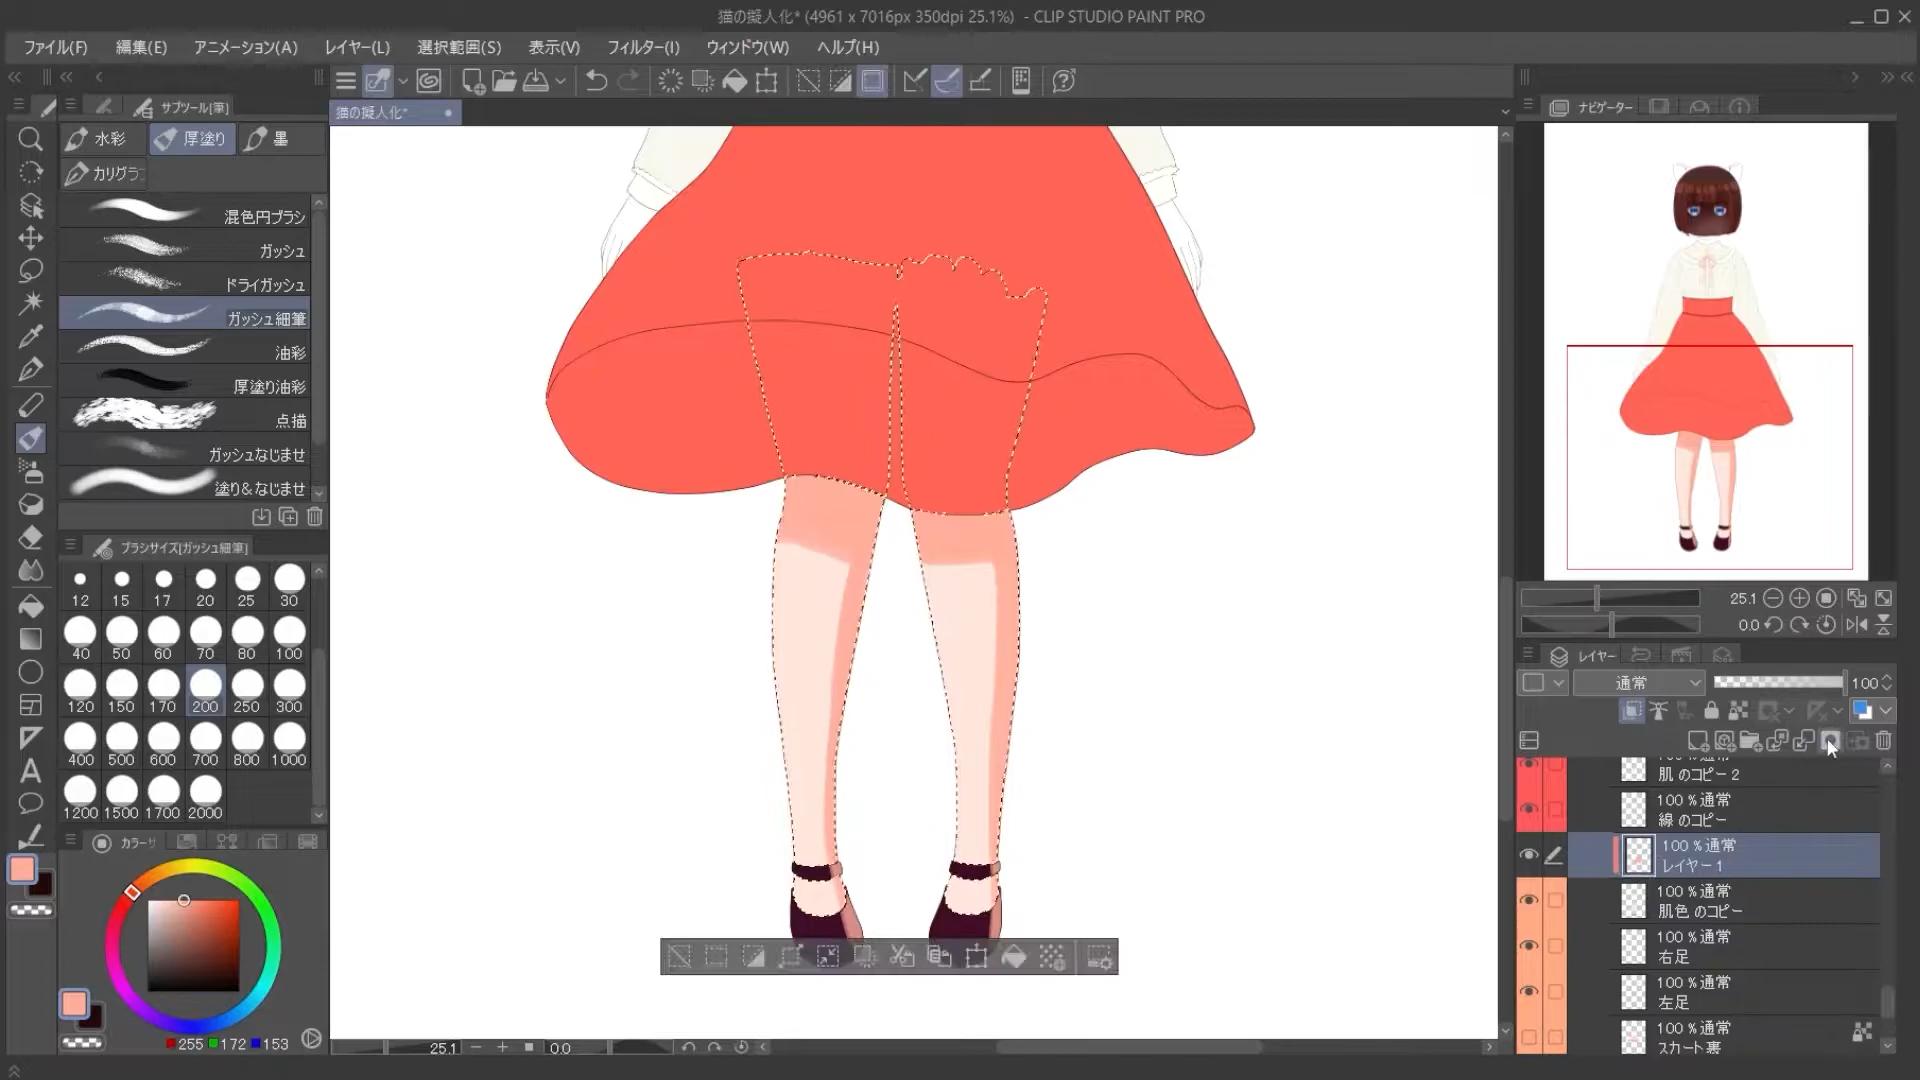 猫の擬人化* (4961 x 7016px 350dpi 25.1%) - CLIP STUDIO PAINT PRO
ファイル(F) 編集(E) アニメーション(A) レイヤー(L) 選択範囲(S) 表示(V) フィルター(I) ウィンドウ(W) ヘルプ(H)
サブツール[筆]
猫の擬人化*
ナビゲーター
水彩 厚塗り 墨
カリグラ
混色円ブラシ
ガッシュ
ドライガッシュ
ガッシュ細筆
油彩
厚塗り油彩
点描
ガッシュなじませ
塗り&なじませ
ブラシサイズ[ガッシュ細筆]
12 15 17 20 25 30
40 50 60 70 80 100
120 150 170 200 250 300
400 500 600 700 800 1000
1200 1500 1700 2000
カラーサ
255 172 153
25.1 0.0
25.1
0.0
レイヤー
通常 100
肌 のコピー 2
100 % 通常
線 のコピー
100 % 通常
レイヤー 1
100 % 通常
肌色 のコピー
100 % 通常
右足
100 % 通常
左足
100 % 通常
スカート裏